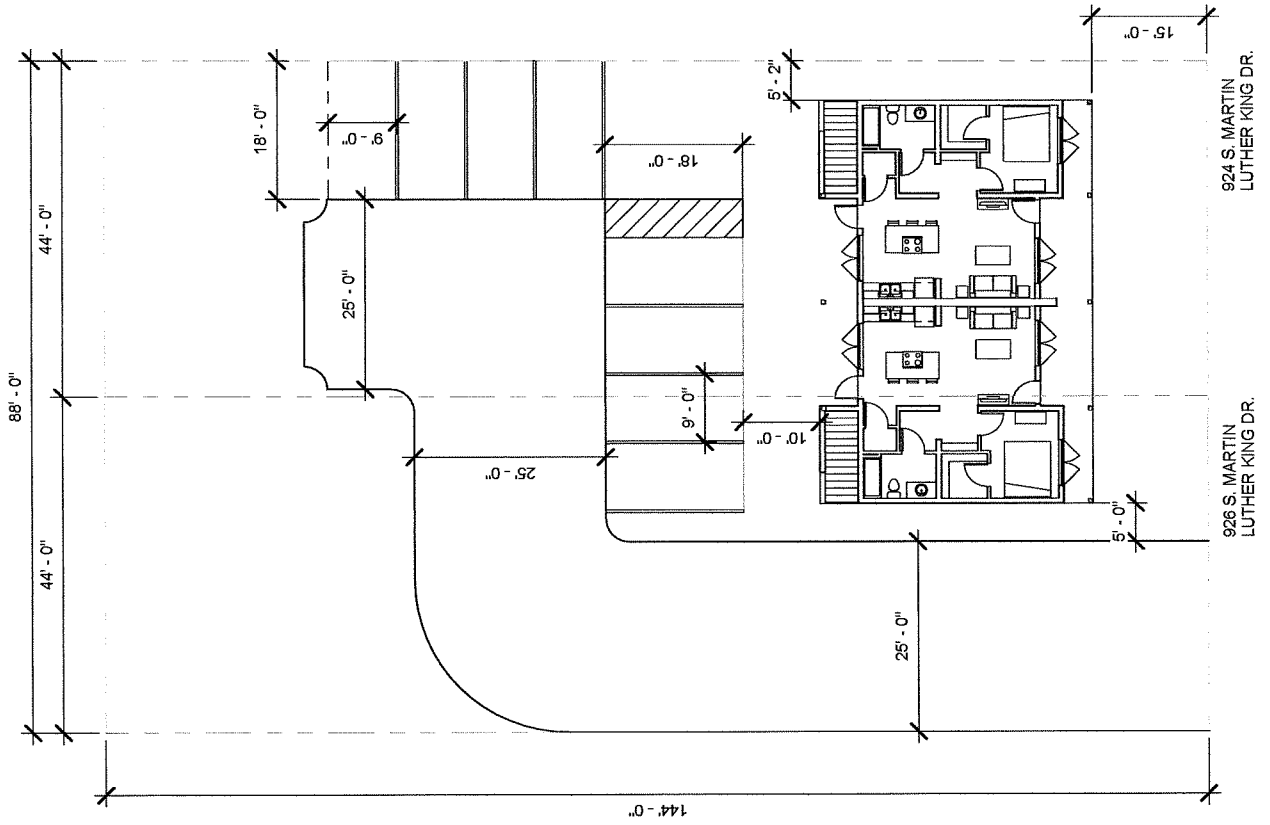 88' - 0"
44' - 0"
44' - 0"
18' - 0"
9' - 0"
25' - 0"
18' - 0"
5' - 2"
15' - 0"
25' - 0"
9' - 0"
10' - 0"
5' - 0"
25' - 0"
144' - 0"
926 S. MARTIN
LUTHER KING DR.
924 S. MARTIN
LUTHER KING DR.